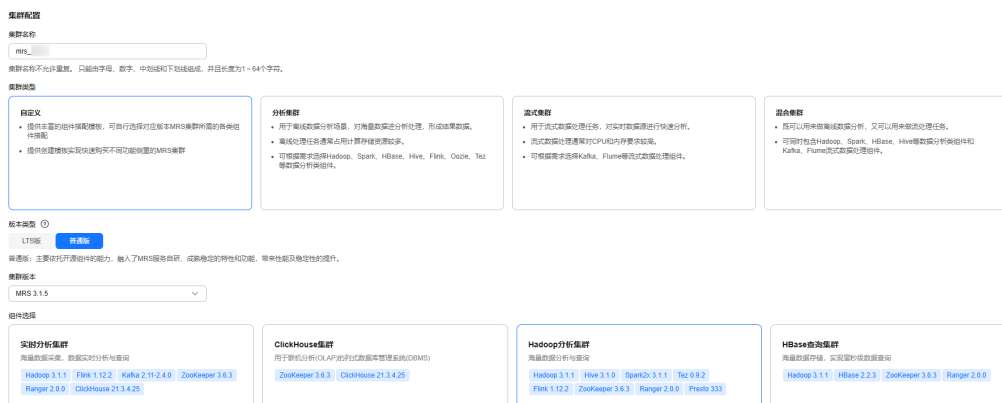 集群配置
集群名称
mrs_
集群名称不允许重复。 只能由字母、数字、中划线和下划线组成，并且长度为1～64个字符。
集群类型
自定义
• 提供丰富的组件搭配模板，可自行选择对应版本MRS集群所需的各类组
件搭配
• 提供创建模板实现快速购买不同功能侧重的MRS集群
分析集群
• 用于离线数据分析场景，对海量数据进分析处理，形成结果数据。
• 离线处理任务通常占用计算存储资源较多。
• 可根据需求选择Hadoop、Spark、HBase、Hive、Flink、Oozie、Tez
等数据分析类组件。
流式集群
• 用于流式数据处理任务，对实时数据源进行快速分析。
• 流式数据处理通常对CPU和内存要求较高。
• 可根据需求选择Kafka、Flume等流式数据处理组件。
混合集群
• 既可以用来做离线数据分析，又可以用来做流处理任务。
• 可同时包含Hadoop、Spark、HBase、Hive等数据分析类组件和
Kafka、Flume流式数据处理组件。
版本类型 ?
LTS版 普通版
普通版：主要依托开源组件的能力，融入了MRS服务自研、成熟稳定的特性和功能，带来性能及稳定性的提升。
集群版本
MRS 3.1.5
组件选择
实时分析集群
海量数据采集、数据实时分析与查询
Hadoop 3.1.1 Flink 1.12.2 Kafka 2.11-2.4.0 ZooKeeper 3.6.3
Ranger 2.0.0 ClickHouse 21.3.4.25
ClickHouse集群
用于联机分析(OLAP)的列式数据库管理系统(DBMS)
ZooKeeper 3.6.3 ClickHouse 21.3.4.25
Hadoop分析集群
海量数据分析与查询
Hadoop 3.1.1 Hive 3.1.0 Spark2x 3.1.1 Tez 0.9.2
Flink 1.12.2 ZooKeeper 3.6.3 Ranger 2.0.0 Presto 333
HBase查询集群
海量数据存储，实现毫秒级数据查询
Hadoop 3.1.1 HBase 2.2.3 ZooKeeper 3.6.3 Ranger 2.0.0